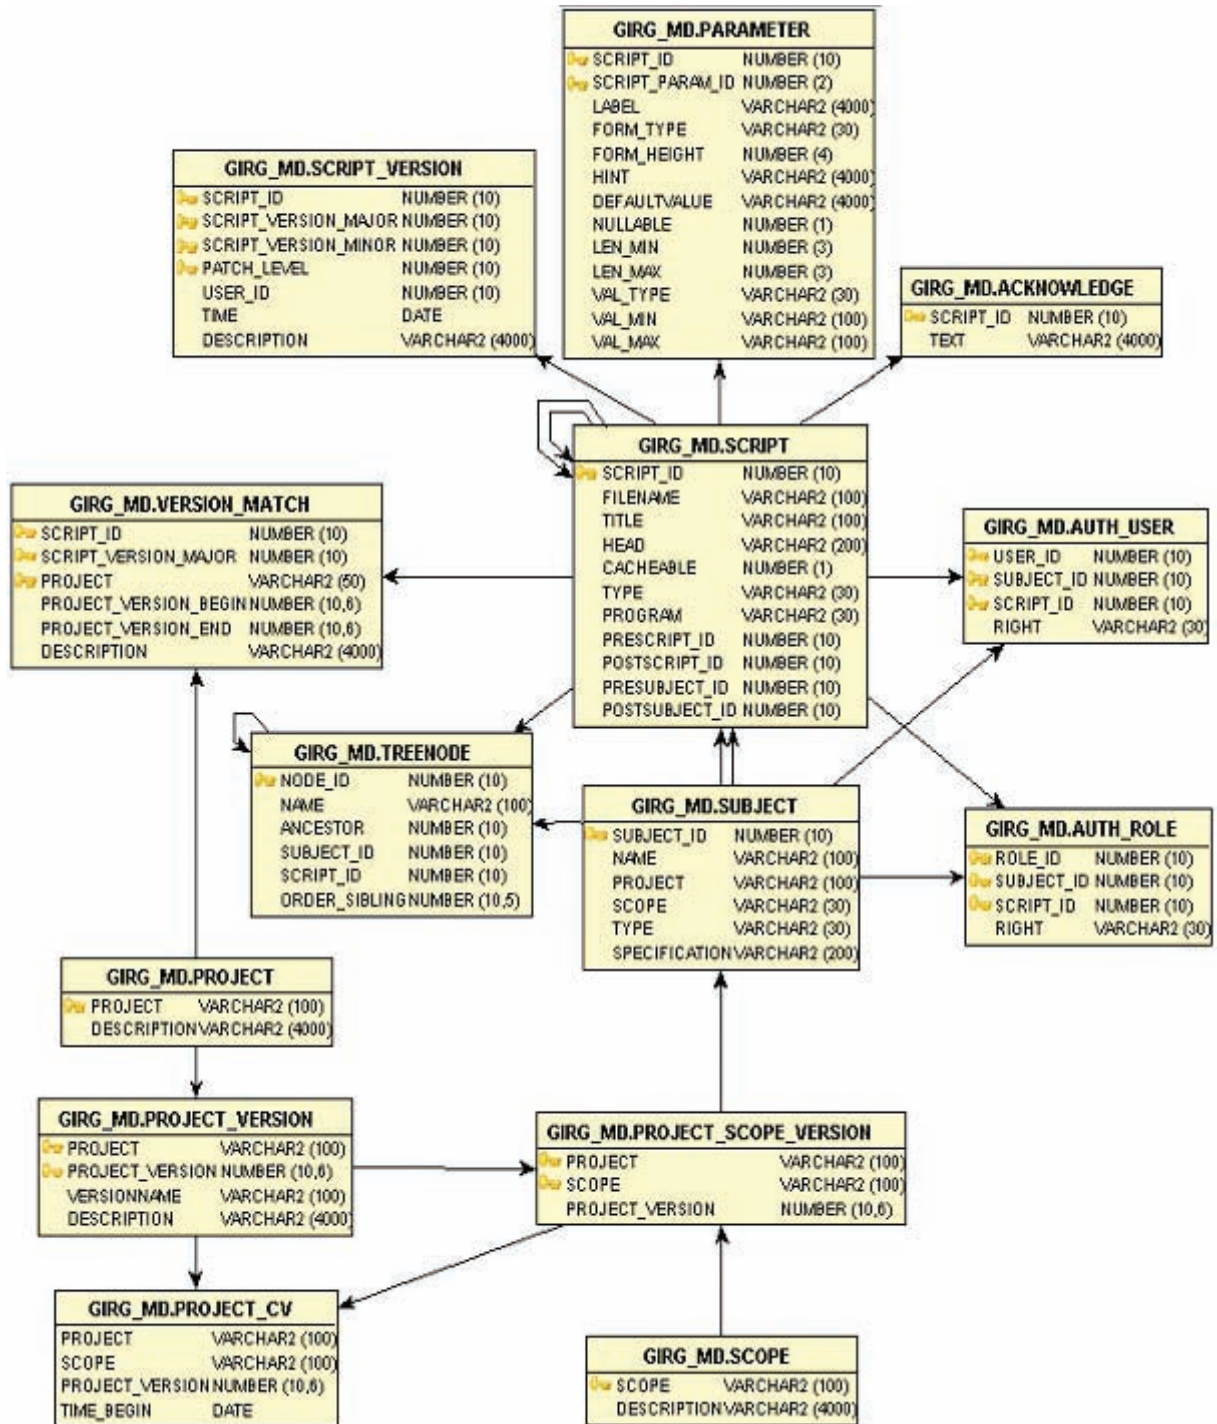 GIRG_MD.PARAMETER
SCRIPT_ID NUMBER (10)
SCRIPT_PARAM_ID NUMBER (2)
LABEL VARCHAR2 (4000)
FORM_TYPE VARCHAR2 (30)
FORM_HEIGHT NUMBER (4)
HINT VARCHAR2 (4000)
DEFAULTVALUE VARCHAR2 (4000)
NULLABLE NUMBER (1)
LEN_MIN NUMBER (3)
LEN_MAX NUMBER (3)
VAL_TYPE VARCHAR2 (30)
VAL_MIN VARCHAR2 (100)
VAL_MAX VARCHAR2 (100)
GIRG_MD.SCRIPT_VERSION
SCRIPT_ID NUMBER (10)
SCRIPT_VERSION_MAJOR NUMBER (10)
SCRIPT_VERSION_MINOR NUMBER (10)
PATCH_LEVEL NUMBER (10)
USER_ID NUMBER (10)
TIME DATE
DESCRIPTION VARCHAR2 (4000)
GIRG_MD.ACKNOWLEDGE
SCRIPT_ID NUMBER (10)
TEXT VARCHAR2 (4000)
GIRG_MD.SCRIPT
SCRIPT_ID NUMBER (10)
FILENAME VARCHAR2 (100)
TITLE VARCHAR2 (100)
HEAD VARCHAR2 (200)
CACHEABLE NUMBER (1)
TYPE VARCHAR2 (30)
PROGRAM VARCHAR2 (30)
PRESCRIPT_ID NUMBER (10)
POSTSCRIPT_ID NUMBER (10)
PRESUBJECT_ID NUMBER (10)
POSTSUBJECT_ID NUMBER (10)
GIRG_MD.VERSION_MATCH
SCRIPT_ID NUMBER (10)
SCRIPT_VERSION_MAJOR NUMBER (10)
PROJECT VARCHAR2 (50)
PROJECT_VERSION_BEGIN NUMBER (10,6)
PROJECT_VERSION_END NUMBER (10,6)
DESCRIPTION VARCHAR2 (4000)
GIRG_MD.AUTH_USER
USER_ID NUMBER (10)
SUBJECT_ID NUMBER (10)
SCRIPT_ID NUMBER (10)
RIGHT VARCHAR2 (30)
GIRG_MD.TREENODE
NODE_ID NUMBER (10)
NAME VARCHAR2 (100)
ANCESTOR NUMBER (10)
SUBJECT_ID NUMBER (10)
SCRIPT_ID NUMBER (10)
ORDER_SIBLING NUMBER (10,5)
GIRG_MD.SUBJECT
SUBJECT_ID NUMBER (10)
NAME VARCHAR2 (100)
PROJECT VARCHAR2 (100)
SCOPE VARCHAR2 (30)
TYPE VARCHAR2 (30)
SPECIFICATION VARCHAR2 (200)
GIRG_MD.AUTH_ROLE
ROLE_ID NUMBER (10)
SUBJECT_ID NUMBER (10)
SCRIPT_ID NUMBER (10)
RIGHT VARCHAR2 (30)
GIRG_MD.PROJECT
PROJECT VARCHAR2 (100)
DESCRIPTION VARCHAR2 (4000)
GIRG_MD.PROJECT_VERSION
PROJECT VARCHAR2 (100)
PROJECT_VERSION NUMBER (10,6)
VERSIONNAME VARCHAR2 (100)
DESCRIPTION VARCHAR2 (4000)
GIRG_MD.PROJECT_SCOPE_VERSION
PROJECT VARCHAR2 (100)
SCOPE VARCHAR2 (100)
PROJECT_VERSION NUMBER (10,6)
GIRG_MD.PROJECT_CV
PROJECT VARCHAR2 (100)
SCOPE VARCHAR2 (100)
PROJECT_VERSION NUMBER (10,6)
TIME_BEGIN DATE
GIRG_MD.SCOPE
SCOPE VARCHAR2 (100)
DESCRIPTION VARCHAR2 (4000)